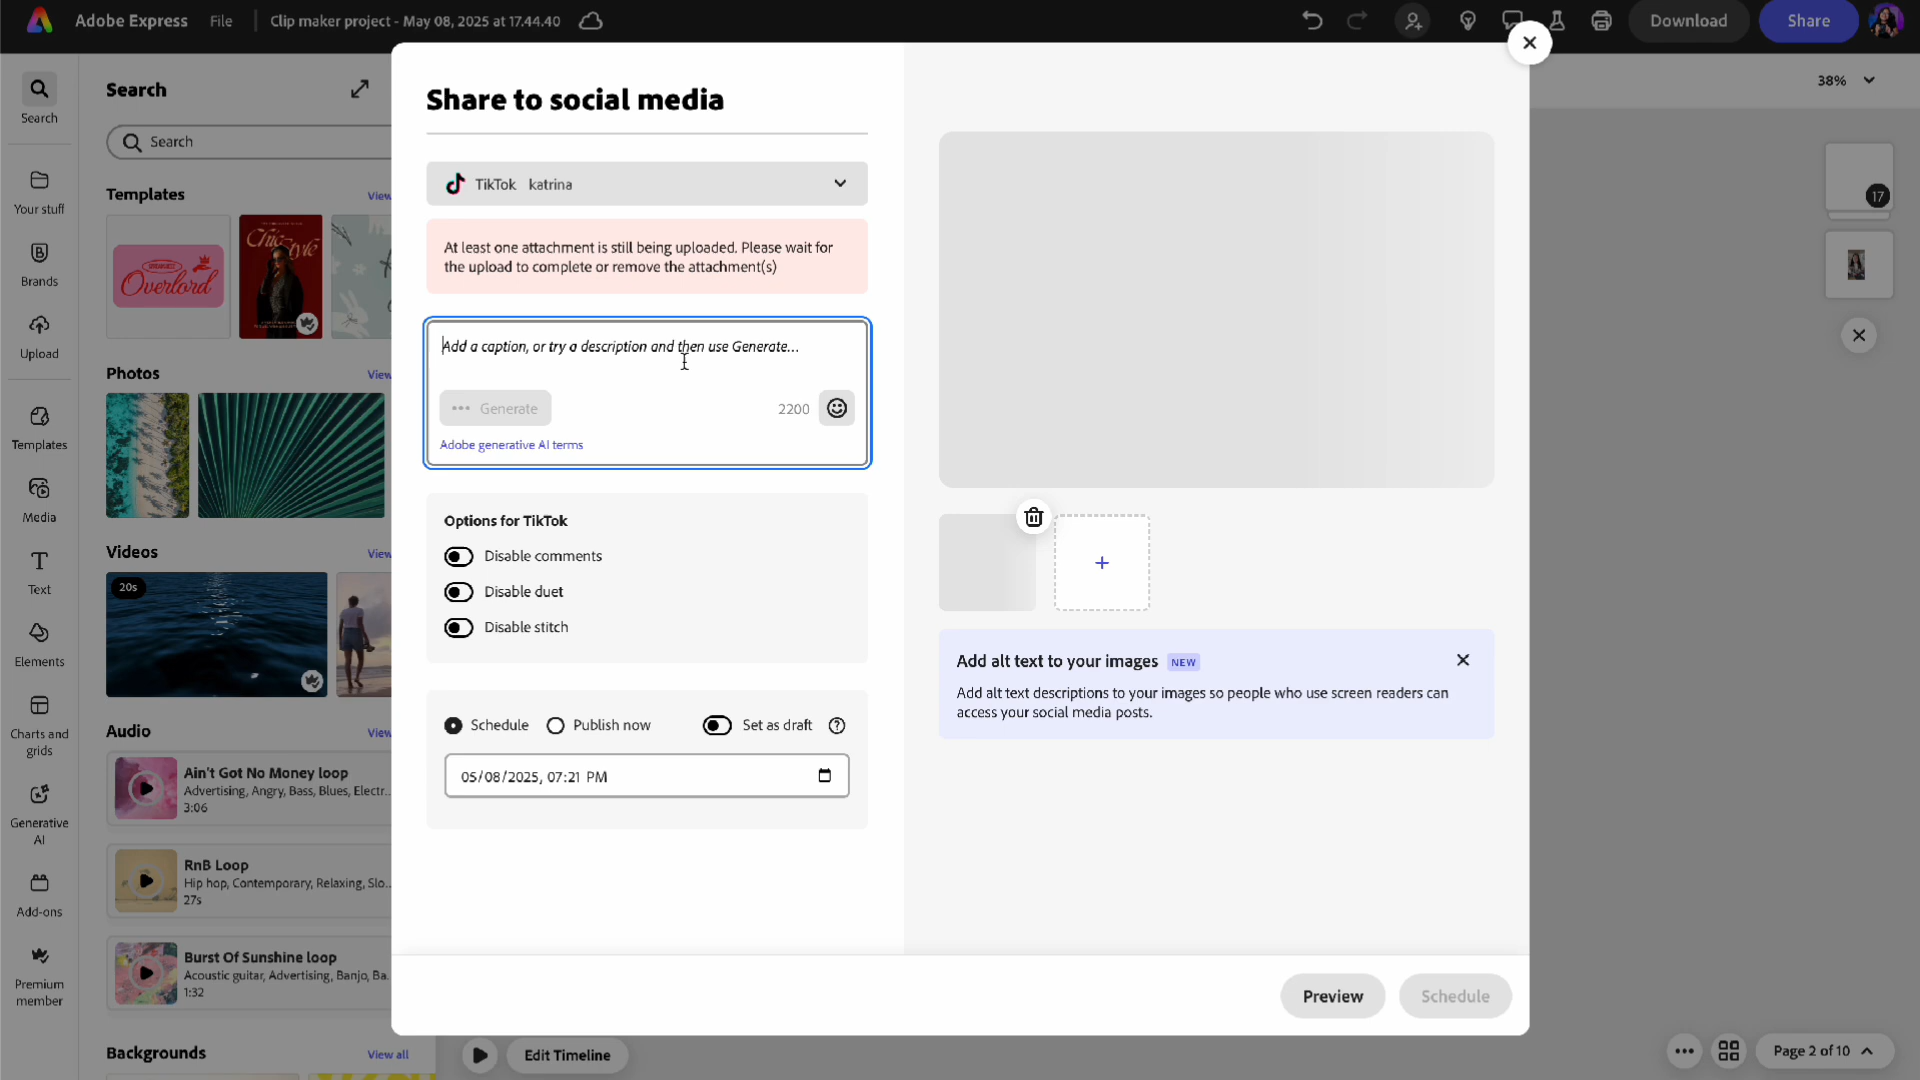 Adobe Express
File
Clip maker project - May 08, 2025 at 17.44.40
Download
Share
Search
Your stuff
Brands
Upload
Templates
Media
Text
Elements
Charts and
grids
Generative
AI
Add-ons
Premium
member
Search
Search
Templates
View
OVERLORD
Chic
Style
Photos
View
Videos
View
20s
Audio
View
Ain't Got No Money loop
Advertising, Angry, Bass, Blues, Electr...
3:06
RnB Loop
Hip hop, Contemporary, Relaxing, Slo...
27s
Burst Of Sunshine loop
Acoustic guitar, Advertising, Banjo, Ba...
1:32
Backgrounds
View all
Share to social media
TikTok katrina
At least one attachment is still being uploaded. Please wait for
the upload to complete or remove the attachment(s)
Add a caption, or try a description and then use Generate...
Generate
2200
Adobe generative AI terms
Options for TikTok
Disable comments
Disable duet
Disable stitch
Schedule
Publish now
Set as draft
05/08/2025, 07:21 PM
Add alt text to your images NEW
Add alt text descriptions to your images so people who use screen readers can
access your social media posts.
Preview
Schedule
38%
17
Edit Timeline
Page 2 of 10